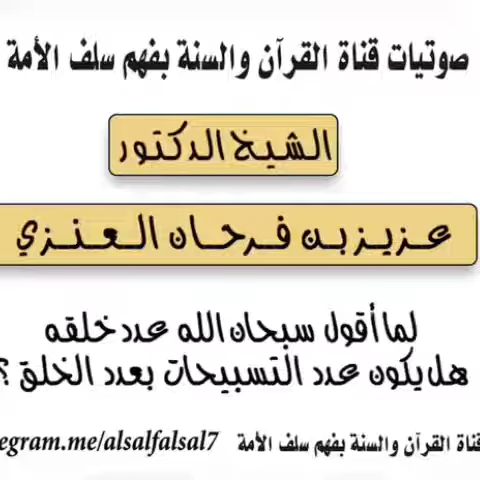 صوتيات قناة القرآن والسنة بفهم سلف الأمة
الشيخ الدكتور
عزيز بن فرحان العنزي
لما أقول سبحان الله عدد خلقه
هل يكون عدد التسبيحات بعدد الخلق ؟
قناة القرآن والسنة بفهم سلف الأمة egram.me/alsalfalsal7